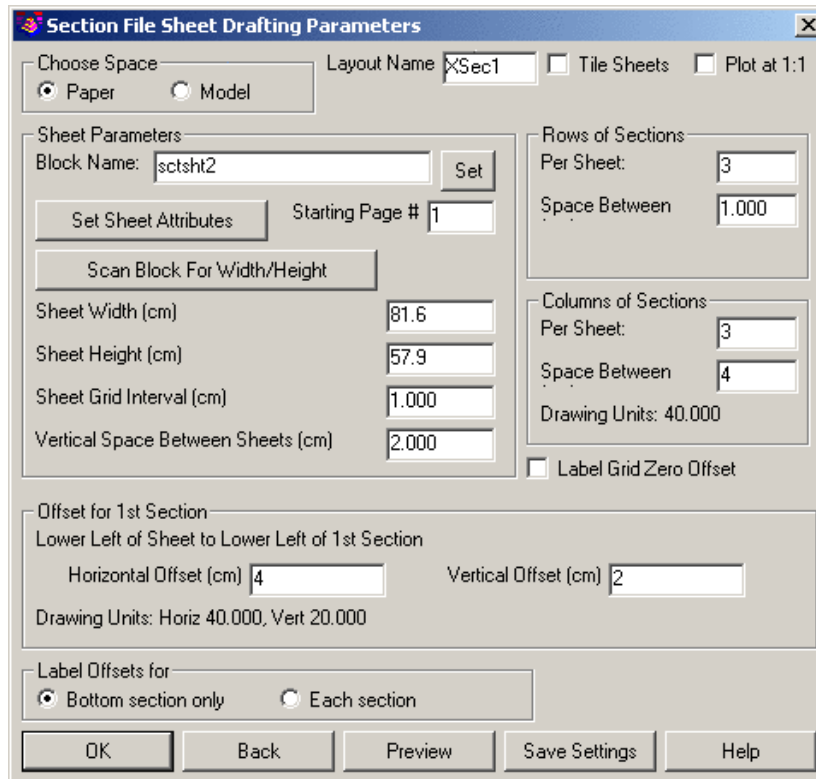 Section File Sheet Drafting Parameters
Choose Space
Paper Model
Layout Name XSec1 Tile Sheets Plot at 1:1
Sheet Parameters
Block Name: sctsht2 Set
Set Sheet Attributes Starting Page # 1
Scan Block For Width/Height
Sheet Width (cm) 81.6
Sheet Height (cm) 57.9
Sheet Grid Interval (cm) 1.000
Vertical Space Between Sheets (cm) 2.000
Rows of Sections
Per Sheet: 3
Space Between 1.000
Columns of Sections
Per Sheet: 3
Space Between 4
Drawing Units: 40.000
Label Grid Zero Offset
Offset for 1st Section
Lower Left of Sheet to Lower Left of 1st Section
Horizontal Offset (cm) 4 Vertical Offset (cm) 2
Drawing Units: Horiz 40.000, Vert 20.000
Label Offsets for
Bottom section only Each section
OK Back Preview Save Settings Help